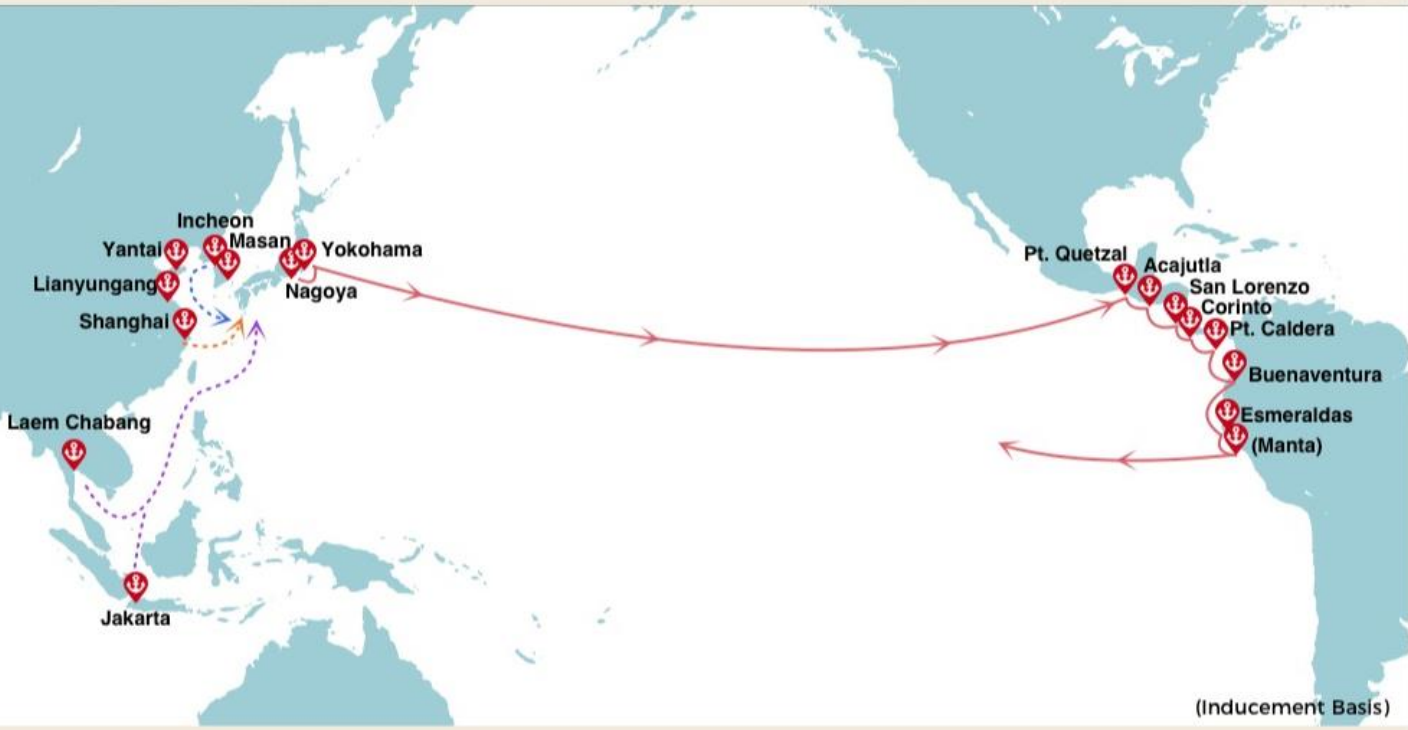 Incheon
Yantai
Masan
Yokohama
Lianyungang
Nagoya
Shanghai
Laem Chabang
Jakarta
Pt. Quetzal
Acajutla
San Lorenzo
Corinto
Pt. Caldera
Buenaventura
Esmeraldas
(Manta)
(Inducement Basis)